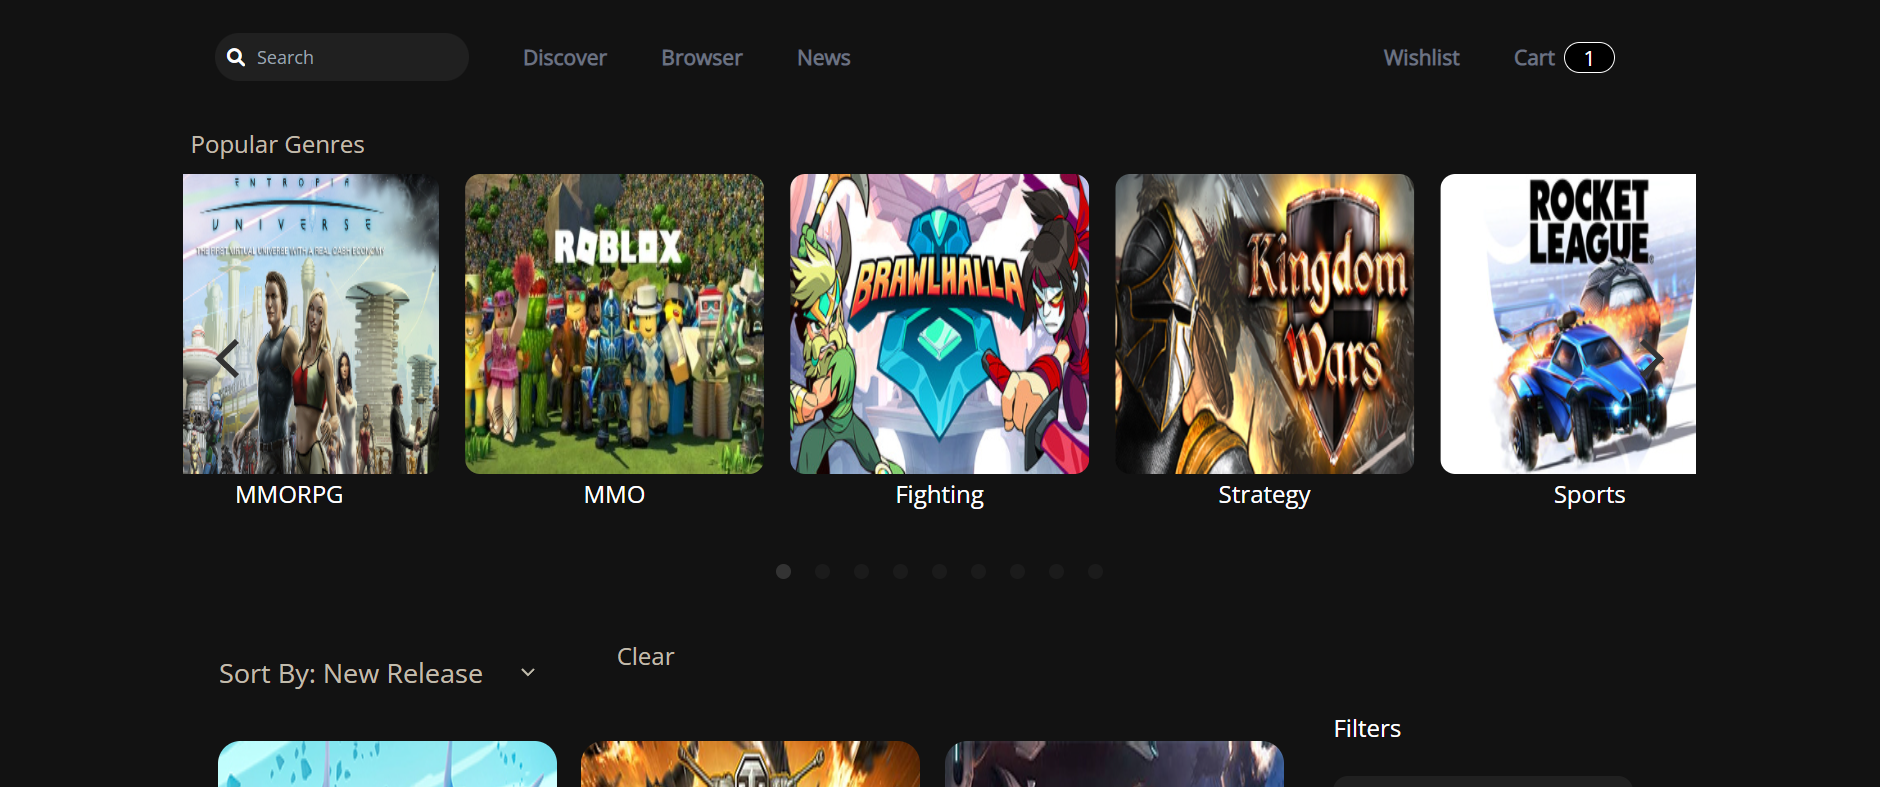 Search
Discover
Browser
News
Wishlist
Cart 1
Popular Genres
ENTROPIA
UNIVERSE
THE FIRST VIRTUAL UNIVERSE WITH A REAL CASH ECONOMY
ROBLOX
BRAWLHALLA
Kingdom
Wars
ROCKET
LEAGUE
MMORPG
MMO
Fighting
Strategy
Sports
Sort By: New Release
Clear
Filters